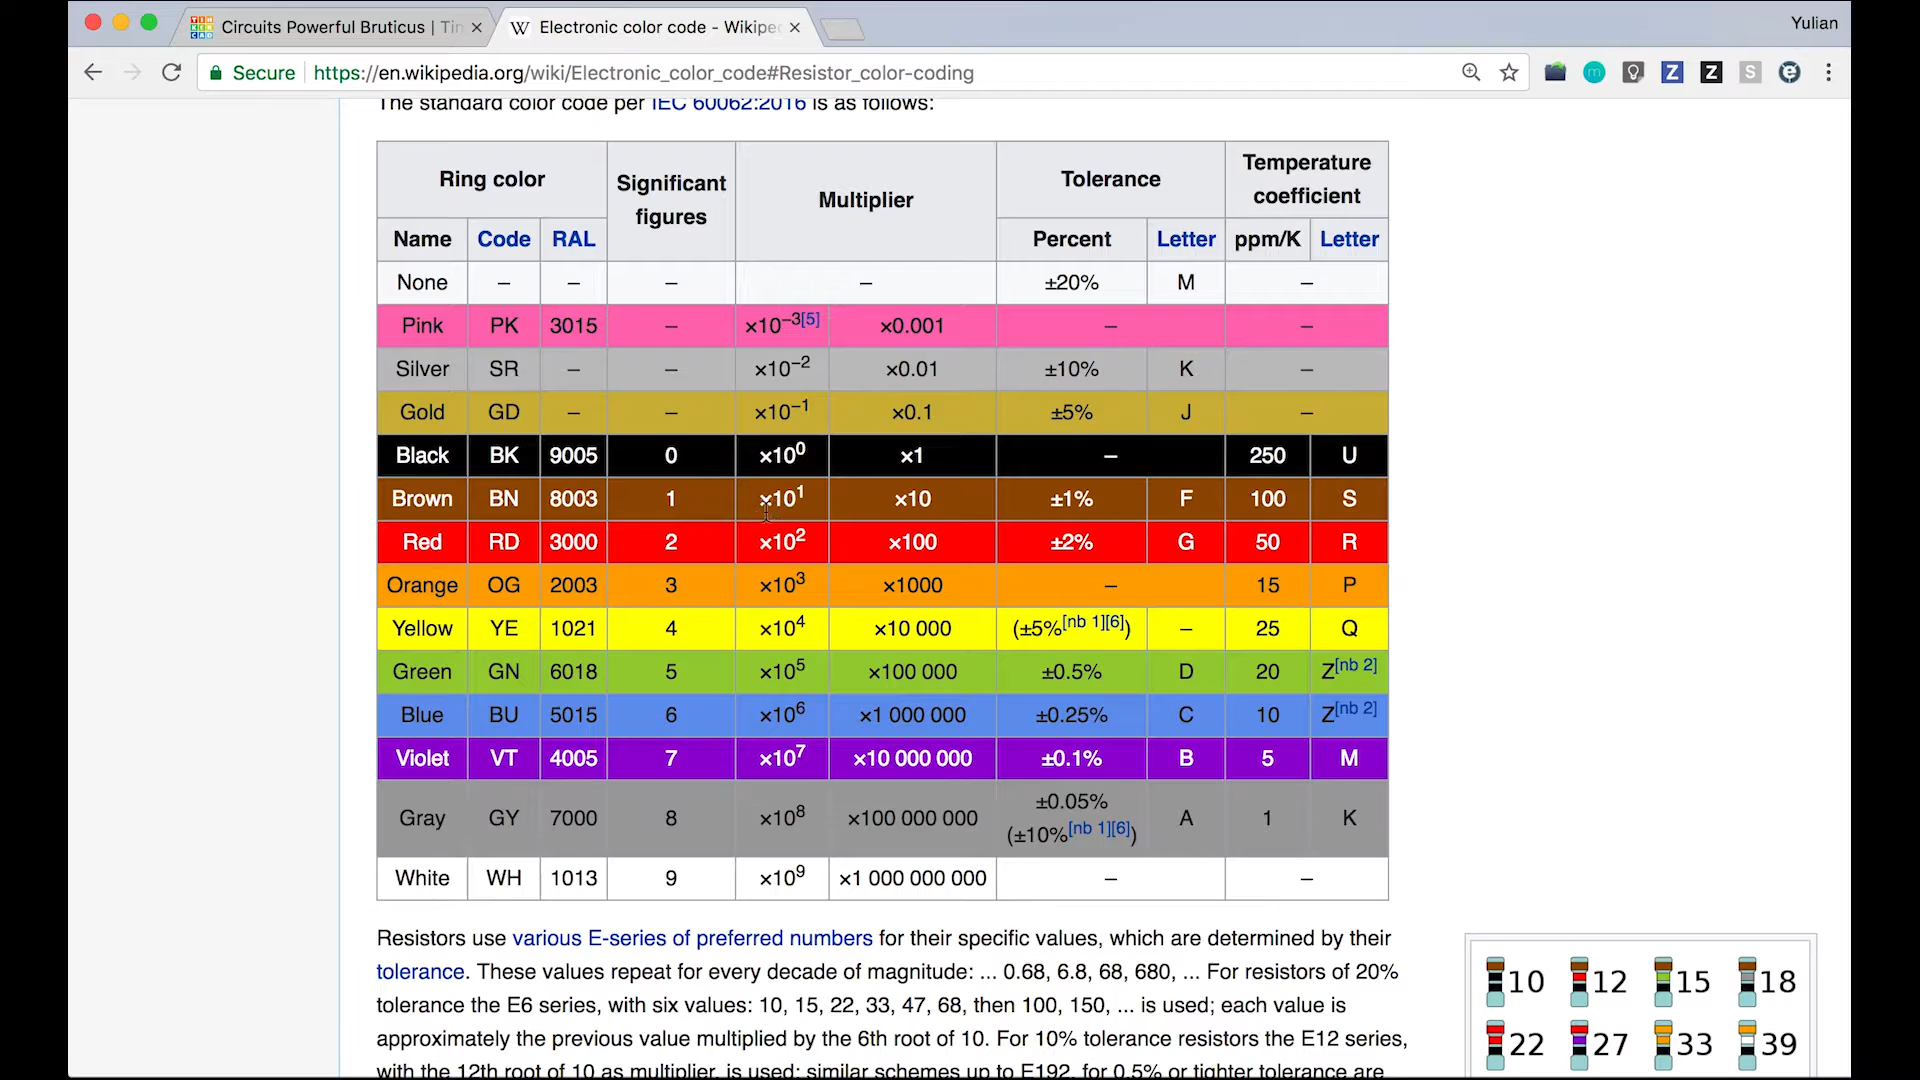 Circuits Powerful Bruticus | Tin
Electronic color code - Wikiped
Yulian
Secure
https://en.wikipedia.org/wiki/Electronic_color_code#Resistor_color-coding
The standard color code per IEC 60062:2016 is as follows:
Ring color Significant figures Multiplier Tolerance Temperature coefficient
Name Code RAL Percent Letter ppm/K Letter
None – – – – ±20% M –
Pink PK 3015 – ×10−3[5] ×0.001 – –
Silver SR – – ×10−2 ×0.01 ±10% K –
Gold GD – – ×10−1 ×0.1 ±5% J –
Black BK 9005 0 ×100 ×1 – 250 U
Brown BN 8003 1 ×101 ×10 ±1% F 100 S
Red RD 3000 2 ×102 ×100 ±2% G 50 R
Orange OG 2003 3 ×103 ×1000 – 15 P
Yellow YE 1021 4 ×104 ×10 000 (±5%[nb 1][6]) – 25 Q
Green GN 6018 5 ×105 ×100 000 ±0.5% D 20 Z[nb 2]
Blue BU 5015 6 ×106 ×1 000 000 ±0.25% C 10 Z[nb 2]
Violet VT 4005 7 ×107 ×10 000 000 ±0.1% B 5 M
Gray GY 7000 8 ×108 ×100 000 000 ±0.05% (±10%[nb 1][6]) A 1 K
White WH 1013 9 ×109 ×1 000 000 000 – –
Resistors use various E-series of preferred numbers for their specific values, which are determined by their
tolerance. These values repeat for every decade of magnitude: ... 0.68, 6.8, 68, 680, ... For resistors of 20%
tolerance the E6 series, with six values: 10, 15, 22, 33, 47, 68, then 100, 150, ... is used; each value is
approximately the previous value multiplied by the 6th root of 10. For 10% tolerance resistors the E12 series,
with the 12th root of 10 as multiplier, is used; similar schemes up to E192, for 0.5% or tighter tolerance are
10 12 15 18
22 27 33 39